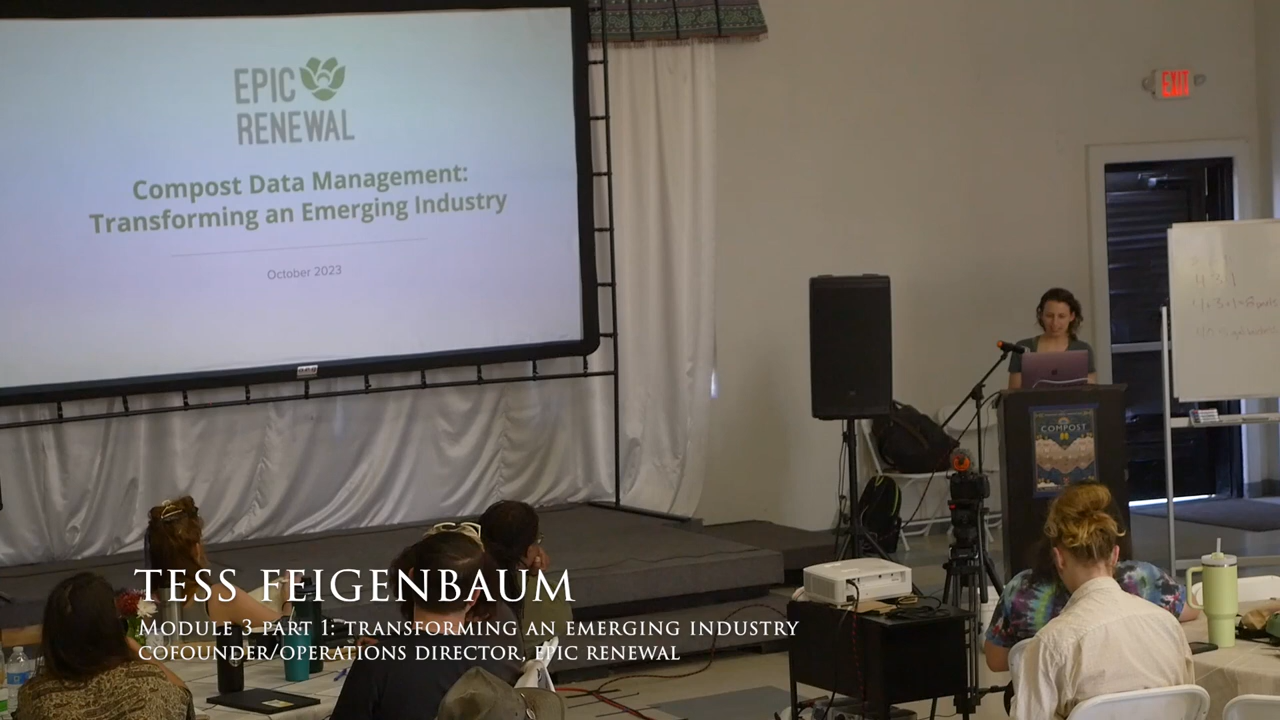 EPIC
RENEWAL
Compost Data Management:
Transforming an Emerging Industry
October 2023
EXIT
COMPOST
TESS FEIGENBAUM
MODULE 3 PART 1: TRANSFORMING AN EMERGING INDUSTRY
COFOUNDER/OPERATIONS DIRECTOR, EPIC RENEWAL